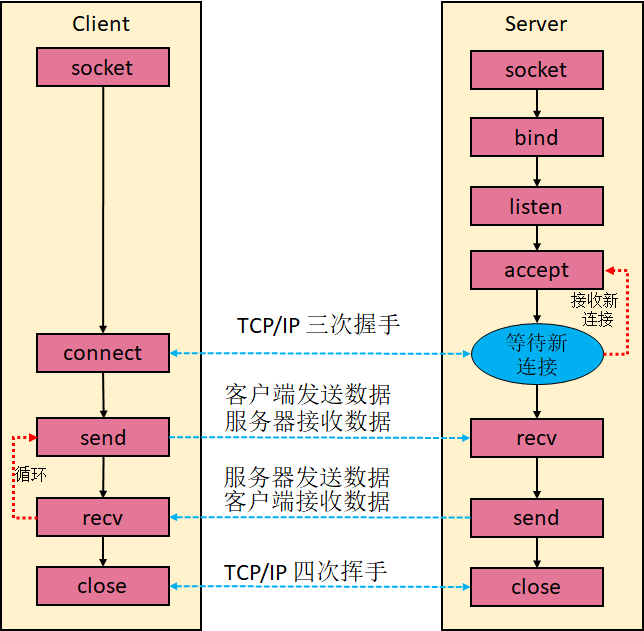 Client
Server
socket
socket
bind
listen
accept
接收新
连接
TCP/IP 三次握手
connect
等待新
连接
客户端发送数据
服务器接收数据
send
recv
循环
服务器发送数据
客户端接收数据
recv
send
TCP/IP 四次挥手
close
close